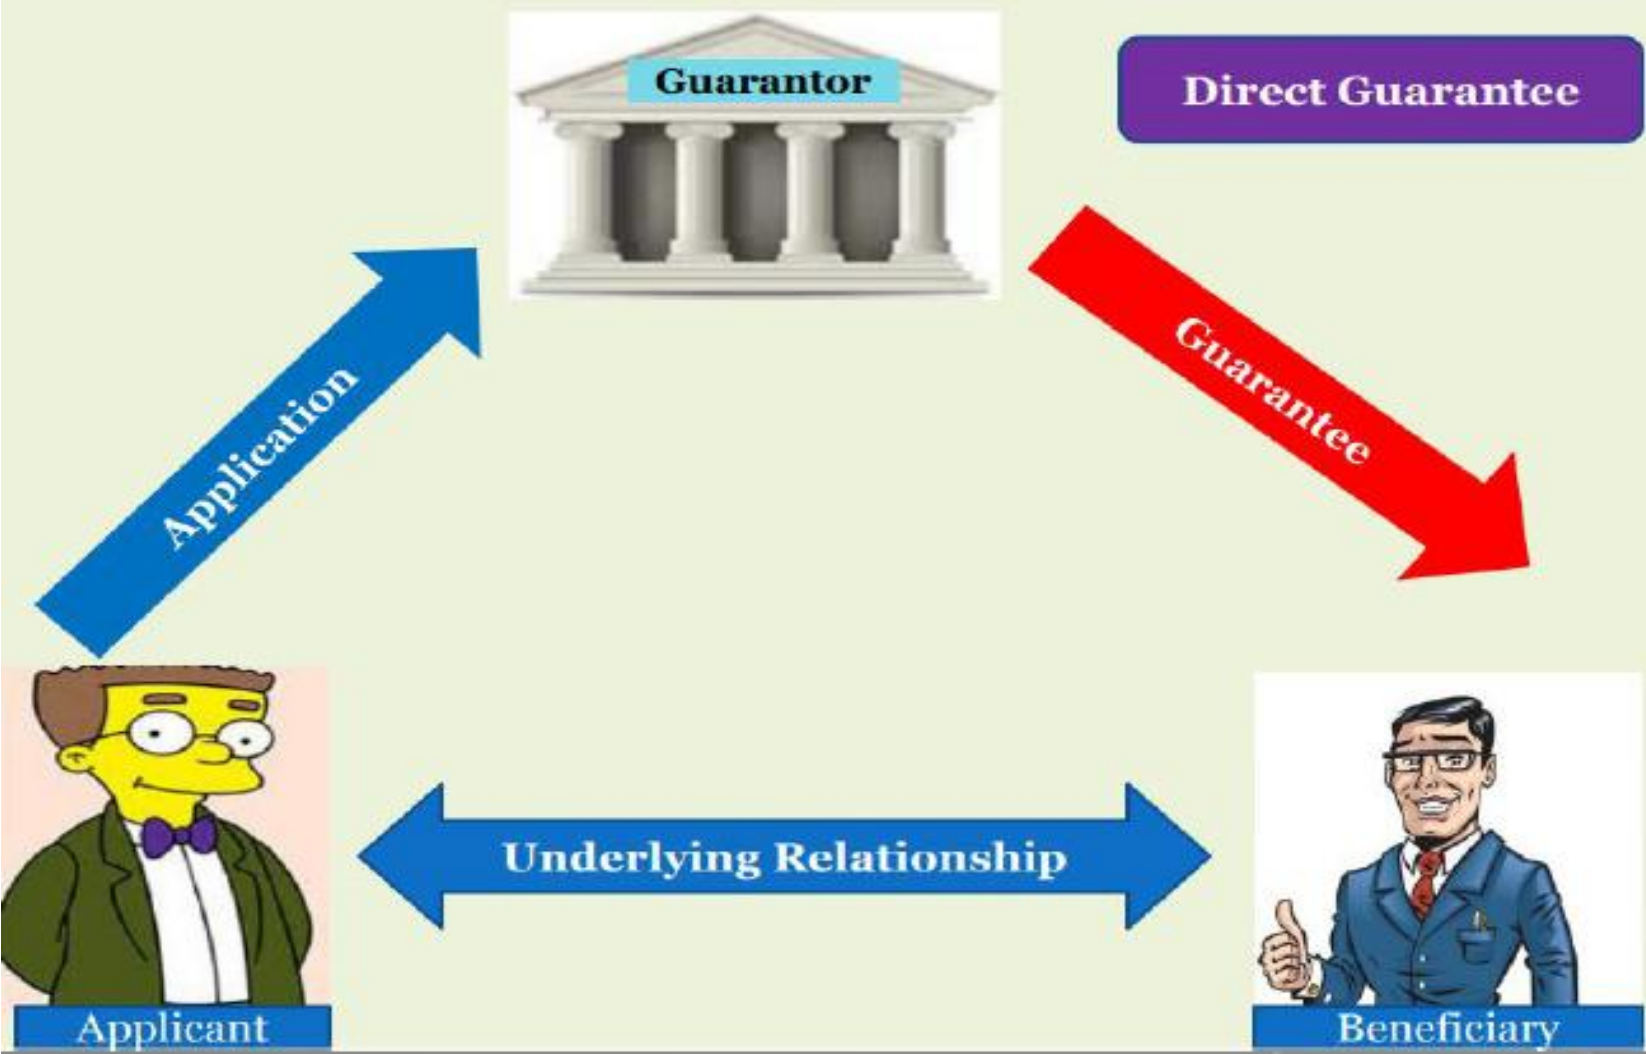 Guarantor
Direct Guarantee
Application
Guarantee
Underlying Relationship
Applicant
Beneficiary